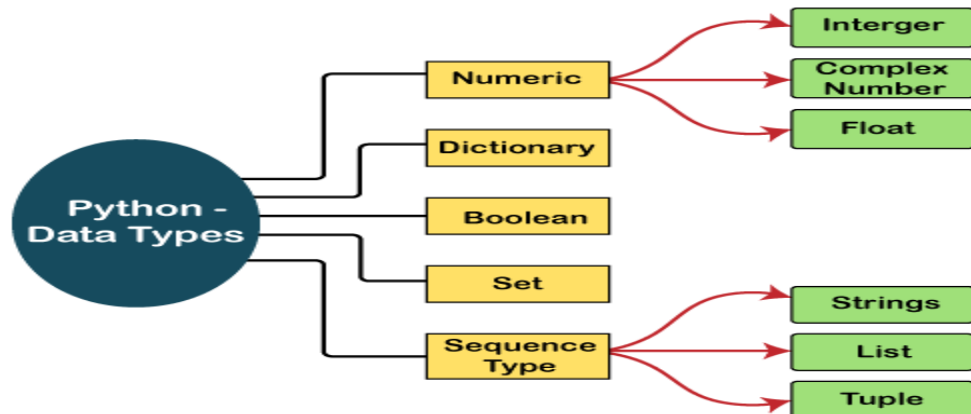 Python -
Data Types
Numeric
Dictionary
Boolean
Set
Sequence
Type
Interger
Complex
Number
Float
Strings
List
Tuple